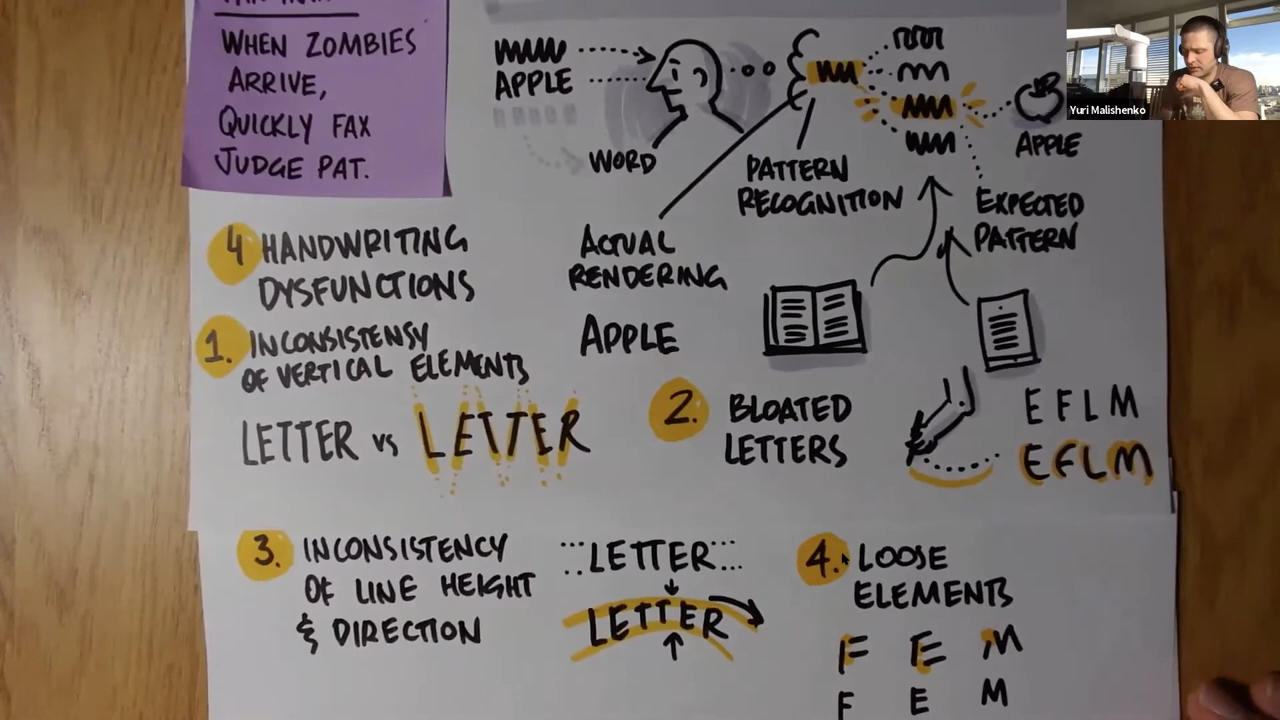 WHEN ZOMBIES
ARRIVE,
QUICKLY FAX
JUDGE PAT.
APPLE
WORD
PATTERN
RECOGNITION
APPLE
EXPECTED
PATTERN
ACTUAL
RENDERING
APPLE
4 HANDWRITING
DYSFUNCTIONS
1. INCONSISTENSY
OF VERTICAL ELEMENTS
LETTER vs LETTER
2. BLOATED
LETTERS
E F L M
E F L M
3. INCONSISTENCY
OF LINE HEIGHT
& DIRECTION
LETTER
LETTER
4. LOOSE
ELEMENTS
F E M
F E M
Yuri Malishenko